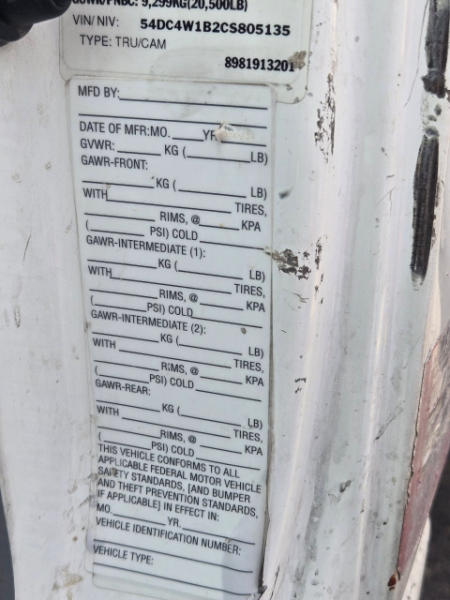 GVWR/PNBC: 9,299KG(20,500LB)
VIN/ NIV: 54DC4W1B2CS805135
TYPE: TRU/CAM
8981913201
MFD BY:
DATE OF MFR:MO. YR
GVWR: KG ( LB)
GAWR-FRONT:
KG ( LB)
WITH TIRES,
RIMS, @ KPA
( PSI) COLD
GAWR-INTERMEDIATE (1):
KG ( LB)
WITH TIRES,
RIMS, @ KPA
( PSI) COLD
GAWR-INTERMEDIATE (2):
KG ( LB)
WITH TIRES,
RIMS, @ KPA
( PSI) COLD
GAWR-REAR:
KG ( LB)
WITH TIRES,
RIMS, @ KPA
( PSI) COLD
THIS VEHICLE CONFORMS TO ALL
APPLICABLE FEDERAL MOTOR VEHICLE
SAFETY STANDARDS, [AND BUMPER
AND THEFT PREVENTION STANDARDS,
IF APPLICABLE] IN EFFECT IN:
MO. YR.
VEHICLE IDENTIFICATION NUMBER:
VEHICLE TYPE: